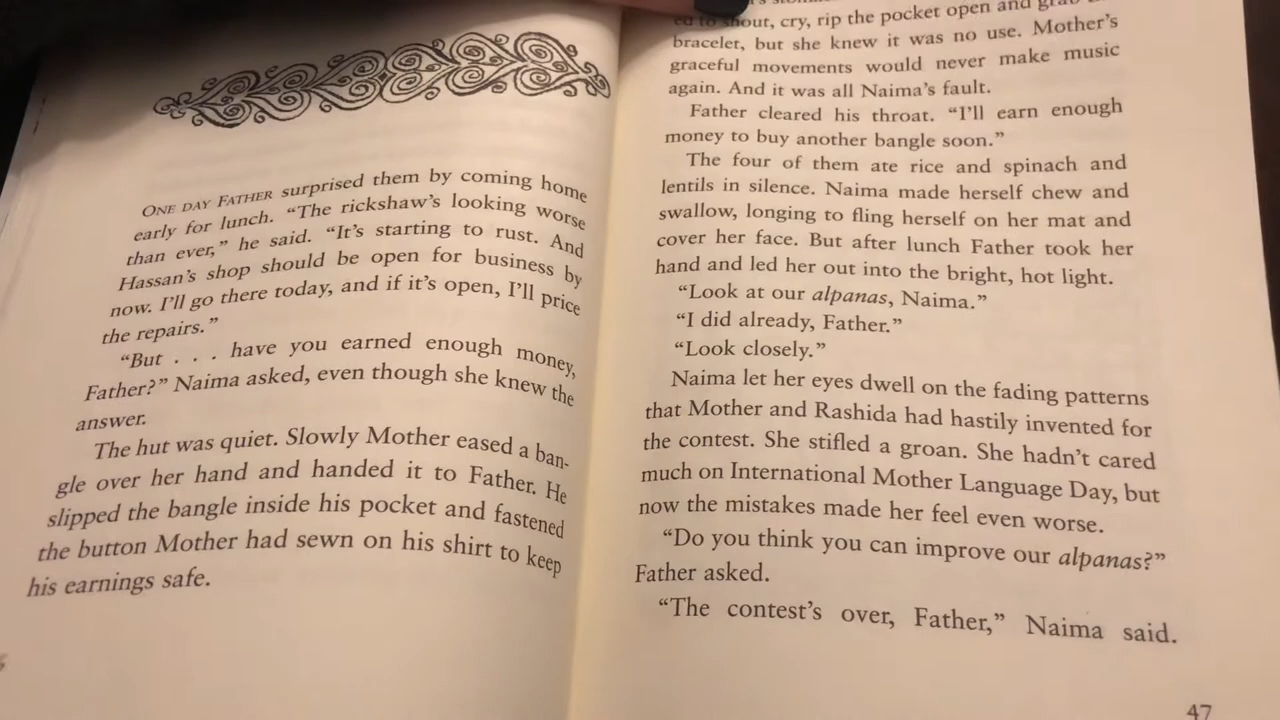 ONE DAY FATHER surprised them by coming home
early for lunch. “The rickshaw’s looking worse
than ever,” he said. “It’s starting to rust. And
Hassan’s shop should be open for business by
now. I’ll go there today, and if it’s open, I’ll price
the repairs.”
“But . . . have you earned enough money,
Father?” Naima asked, even though she knew the
answer.
The hut was quiet. Slowly Mother eased a ban-
gle over her hand and handed it to Father. He
slipped the bangle inside his pocket and fastened
the button Mother had sewn on his shirt to keep
his earnings safe.
shout, cry, rip the pocket open and
bracelet, but she knew it was no use. Mother’s
graceful movements would never make music
again. And it was all Naima’s fault.
Father cleared his throat. “I’ll earn enough
money to buy another bangle soon.”
The four of them ate rice and spinach and
lentils in silence. Naima made herself chew and
swallow, longing to fling herself on her mat and
cover her face. But after lunch Father took her
hand and led her out into the bright, hot light.
“Look at our alpanas, Naima.”
“I did already, Father.”
“Look closely.”
Naima let her eyes dwell on the fading patterns
that Mother and Rashida had hastily invented for
the contest. She stifled a groan. She hadn’t cared
much on International Mother Language Day, but
now the mistakes made her feel even worse.
“Do you think you can improve our alpanas?”
Father asked.
“The contest’s over, Father,” Naima said.
47